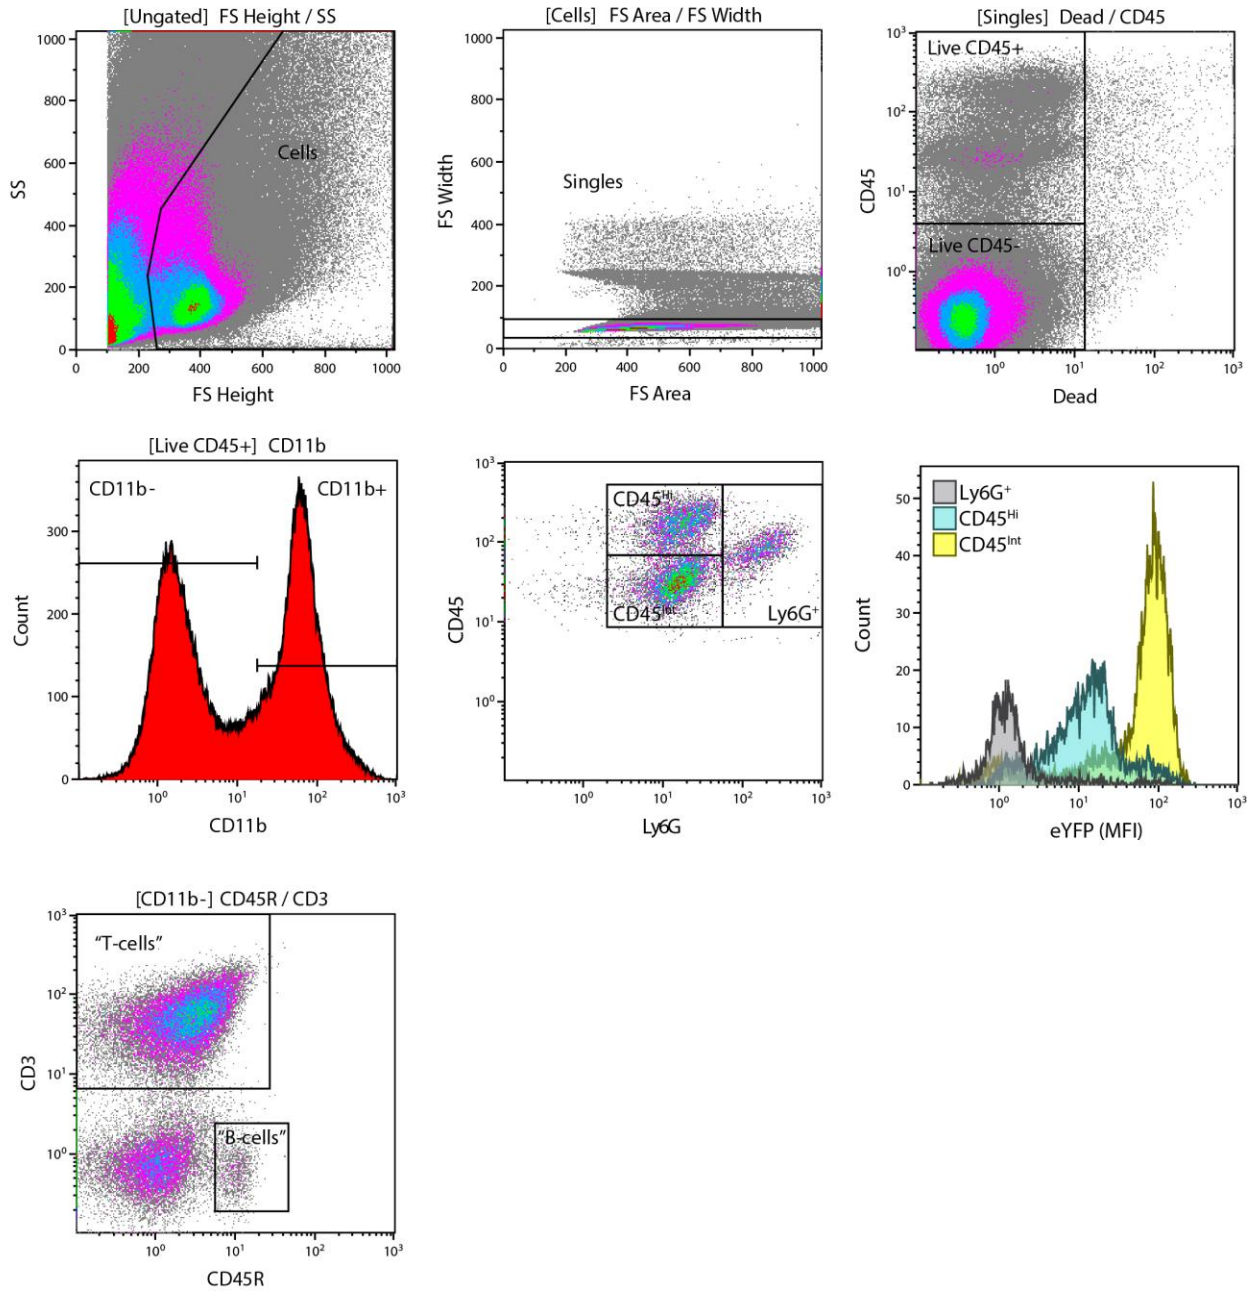 [Ungated] FS Height / SS
1000
800
600
400
200
0
SS
Cells
0 200 400 600 800 1000
FS Height
[Cells] FS Area / FS Width
1000
800
600
400
200
0
FS Width
Singles
0 200 400 600 800 1000
FS Area
[Singles] Dead / CD45
10³
10²
10¹
10⁰
CD45
Live CD45+
Live CD45-
10⁰ 10¹ 10² 10³
Dead
[Live CD45+] CD11b
CD11b-
CD11b+
300
200
100
0
Count
10⁰ 10¹ 10² 10³
CD11b
10³
10²
10¹
10⁰
CD45
CD45ᴴⁱ
CD45ᴵⁿᵗ
Ly6G⁺
10⁰ 10¹ 10² 10³
Ly6G
50
40
30
20
10
0
Count
Ly6G⁺
CD45ᴴⁱ
CD45ᴵⁿᵗ
10⁰ 10¹ 10² 10³
eYFP (MFI)
[CD11b-] CD45R / CD3
10³
10²
10¹
10⁰
CD3
“T-cells”
“B-cells”
10⁰ 10¹ 10² 10³
CD45R